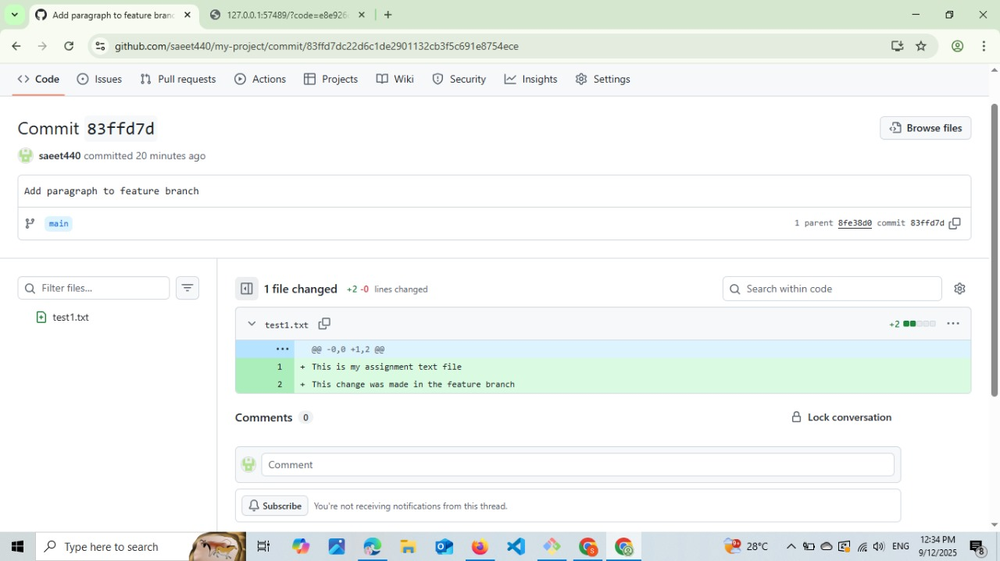 Add paragraph to feature branc
127.0.0.1:57489/?code=e8e926
github.com/saeet440/my-project/commit/83ffd7dc22d6c1de2901132cb3f5c691e8754ece
Code Issues Pull requests Actions Projects Wiki Security Insights Settings
Commit 83ffd7d
Browse files
saeet440 committed 20 minutes ago
Add paragraph to feature branch
main
1 parent 8fe38d0 commit 83ffd7d
Filter files...
1 file changed +2 -0 lines changed
Search within code
test1.txt
test1.txt
+2
@@ -0,0 +1,2 @@
1 + This is my assignment text file
2 + This change was made in the feature branch
Comments 0
Lock conversation
Comment
Subscribe You're not receiving notifications from this thread.
Type here to search
9+
28°C
ENG
12:34 PM
9/12/2025
8